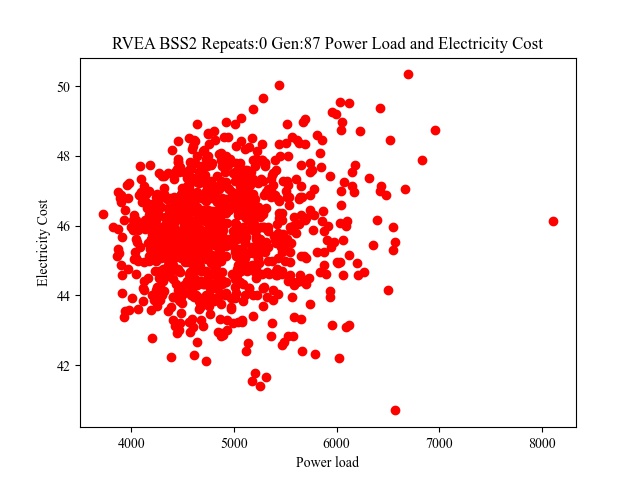 RVEA BSS2 Repeats:0 Gen:87 Power Load and Electricity Cost
50
48
46
44
42
Electricity Cost
4000 5000 6000 7000 8000
Power load